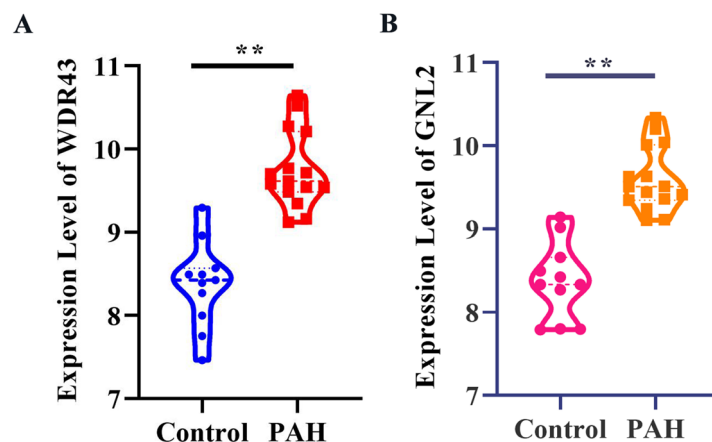 A
Expression Level of WDR43
11
10
9
8
7
**
Control PAH
B
Expression Level of GNL2
11
10
9
8
7
**
Control PAH